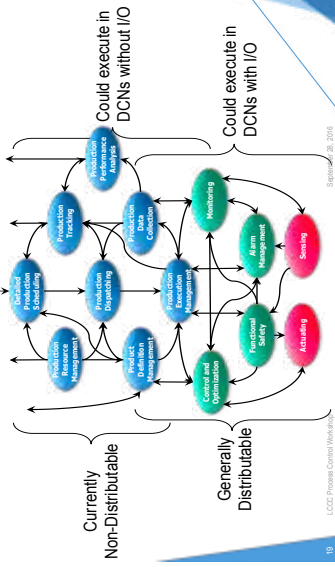 Currently
Non-Distributable
Generally
Distributable
Detailed
Production
Scheduling
Production
Resource
Management
Production
Tracking
Production
Performance
Analysis
Production
Dispatching
Product
Definition
Management
Production
Data
Collection
Production
Execution
Management
Control and
Optimization
Monitoring
Functional
Safety
Alarm
Management
Actuating
Sensing
Could execute in
DCNs without I/O
Could execute in
DCNs with I/O
19
LCCC Process Control Workshop
September 28, 2016